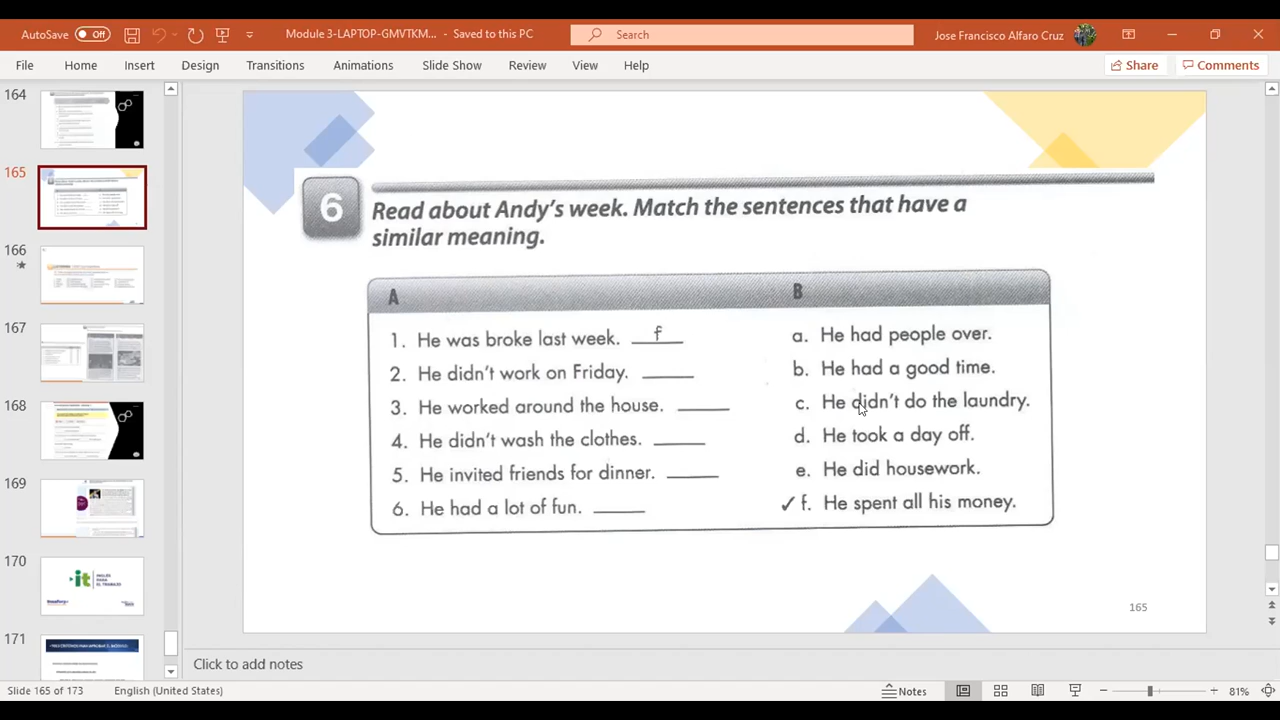 AutoSave Off Module 3-LAPTOP-GMVTKM... - Saved to this PC Search Jose Francisco Alfaro Cruz
File Home Insert Design Transitions Animations Slide Show Review View Help Share Comments
164
165
166
167
168
169
170
171
6 Read about Andy's week. Match the sentences that have a
similar meaning.
A B
1. He was broke last week. f a. He had people over.
2. He didn't work on Friday. b. He had a good time.
3. He worked around the house. c. He didn't do the laundry.
4. He didn't wash the clothes. d. He took a day off.
5. He invited friends for dinner. e. He did housework.
6. He had a lot of fun. ✓ f. He spent all his money.
165
Click to add notes
Slide 165 of 173 English (United States) Notes 81%